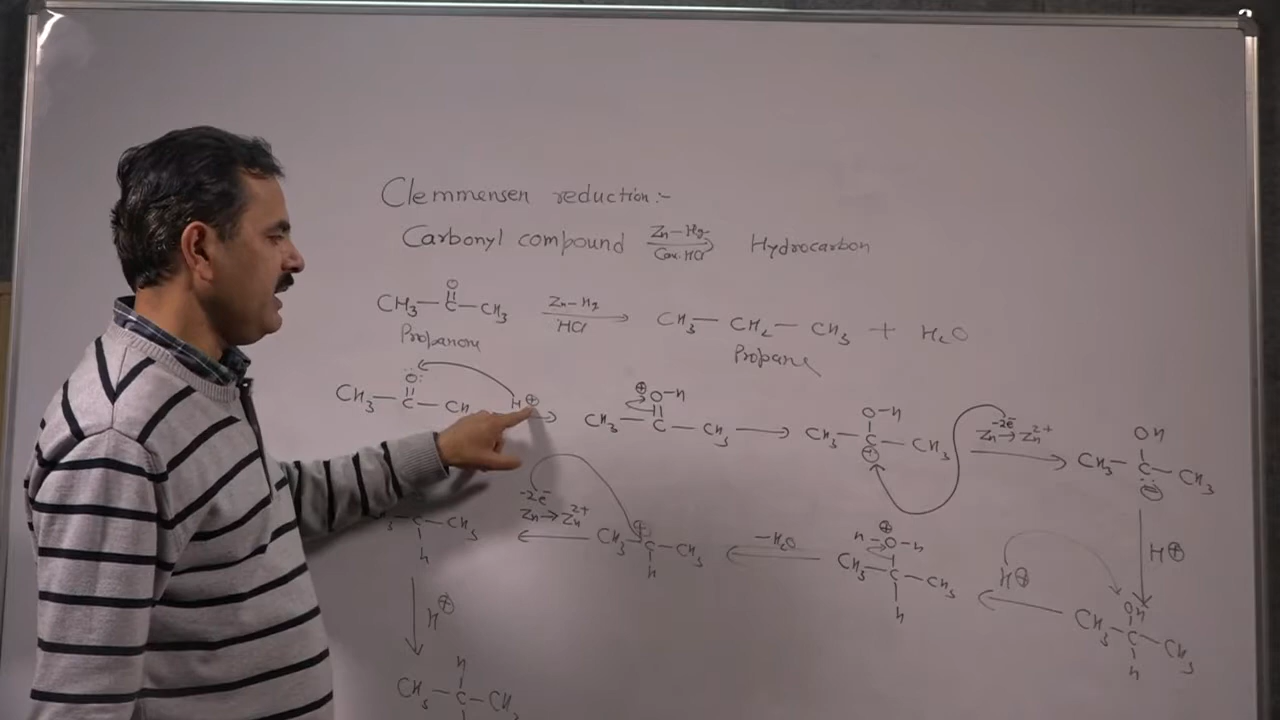 Clemmensen reduction:-
Carbonyl compound Zn-Hg Conc. HCl Hydrocarbon
O
CH3-C-CH3 Zn-Hg HCl CH3-CH2-CH3 + H2O
Propanone Propane
O H⊕ ⊕ O-H O-H -2e⁻ OH
CH3-C-CH CH3-C-CH3 CH3-C-CH3 Zn→Zn2+ CH3-C-CH3
⊕ ⊖
H⊕
-2e⁻ ⊕ ⊕
Zn→Zn2+ H-O-H
C-CH3 CH3-C-CH3 -H2O CH3-C-CH3 H⊕ OH
H H H CH3-C-CH3
H
H⊕
H
CH3-C-CH3